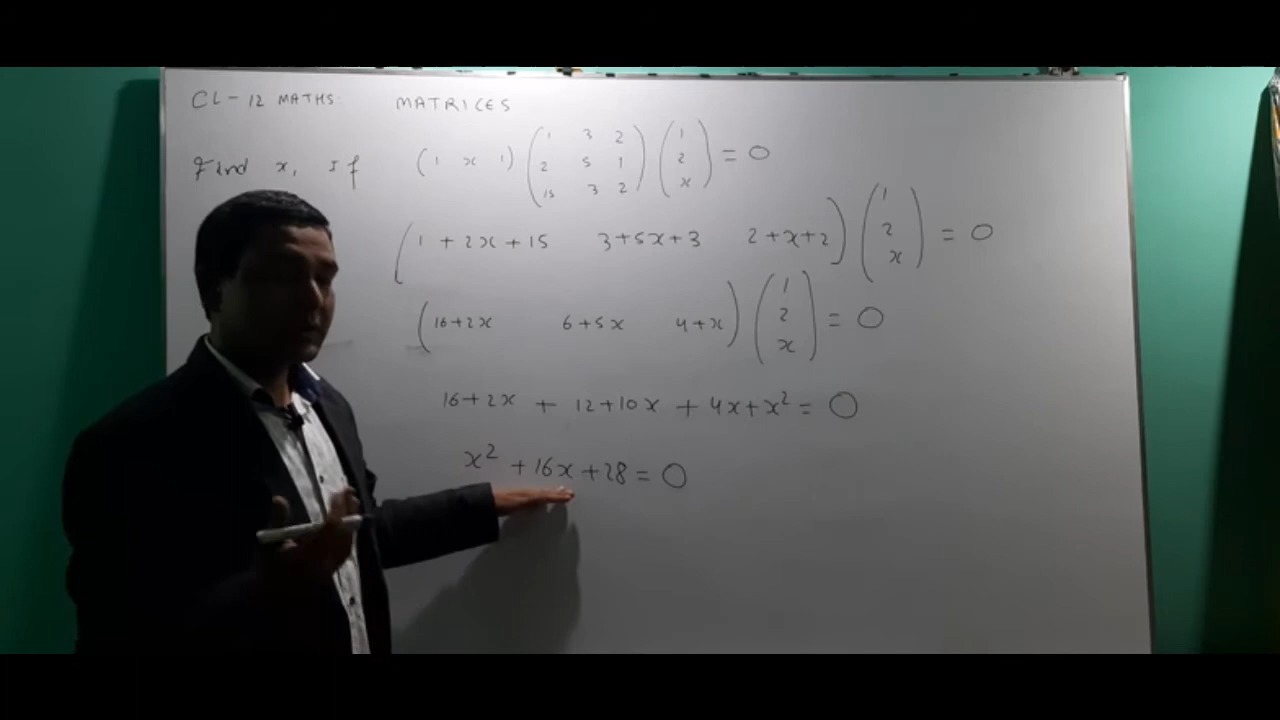 CL-12 MATHS. MATRICES
Find x, If (1 x 1) (1 3 2 (1
2 5 1 2
15 3 2) x) = 0
(1 + 2x + 15 3+5x+3 2+x+2) (1
2
x) = 0
(16+2x 6+5x 4+x) (1
2
x) = 0
16+2x + 12+10x + 4x+x² = 0
x² +16x+28 = 0